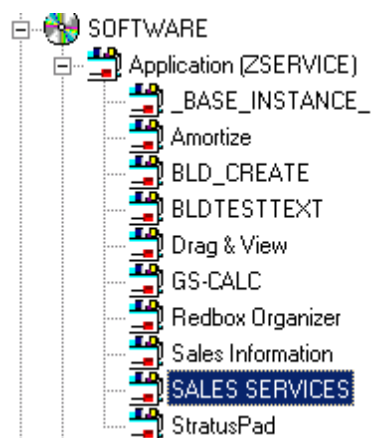 SOFTWARE
Application (ZSERVICE)
_BASE_INSTANCE_
Amortize
BLD_CREATE
BLDTESTTEXT
Drag & View
GS-CALC
Redbox Organizer
Sales Information
SALES SERVICES
StratusPad